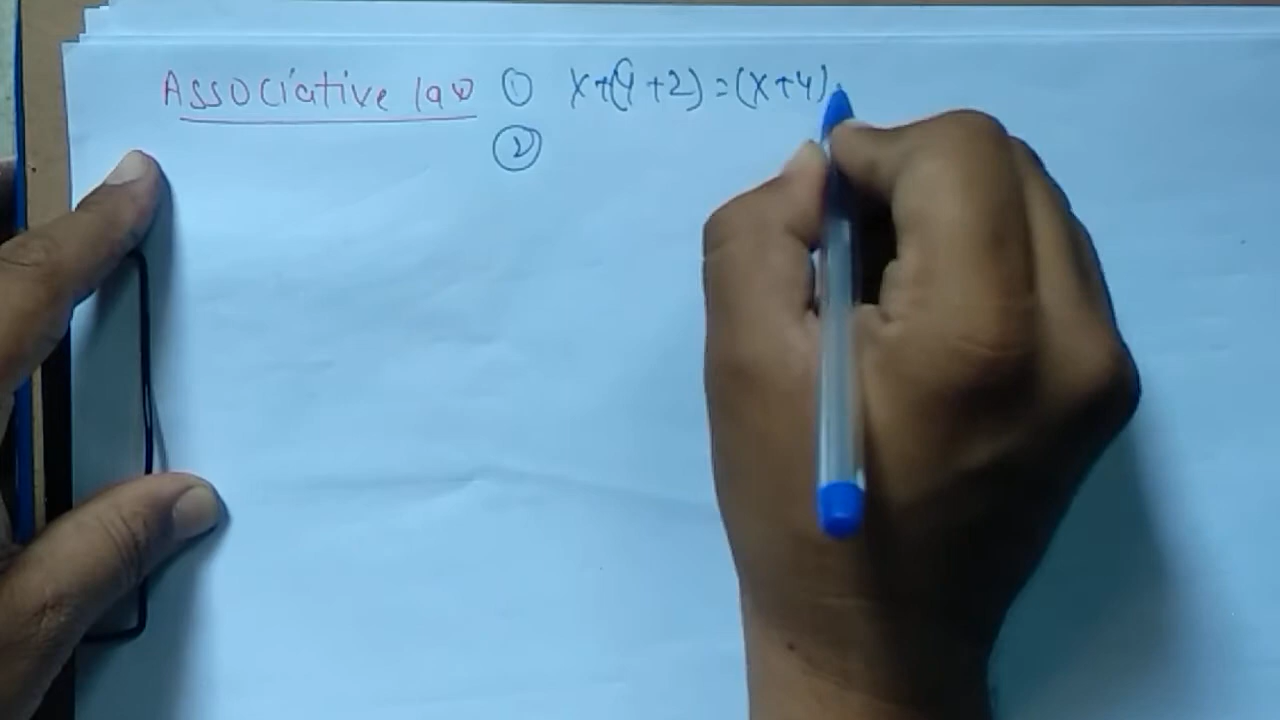 Associative law ① x+(y+z)=(x+y)
②